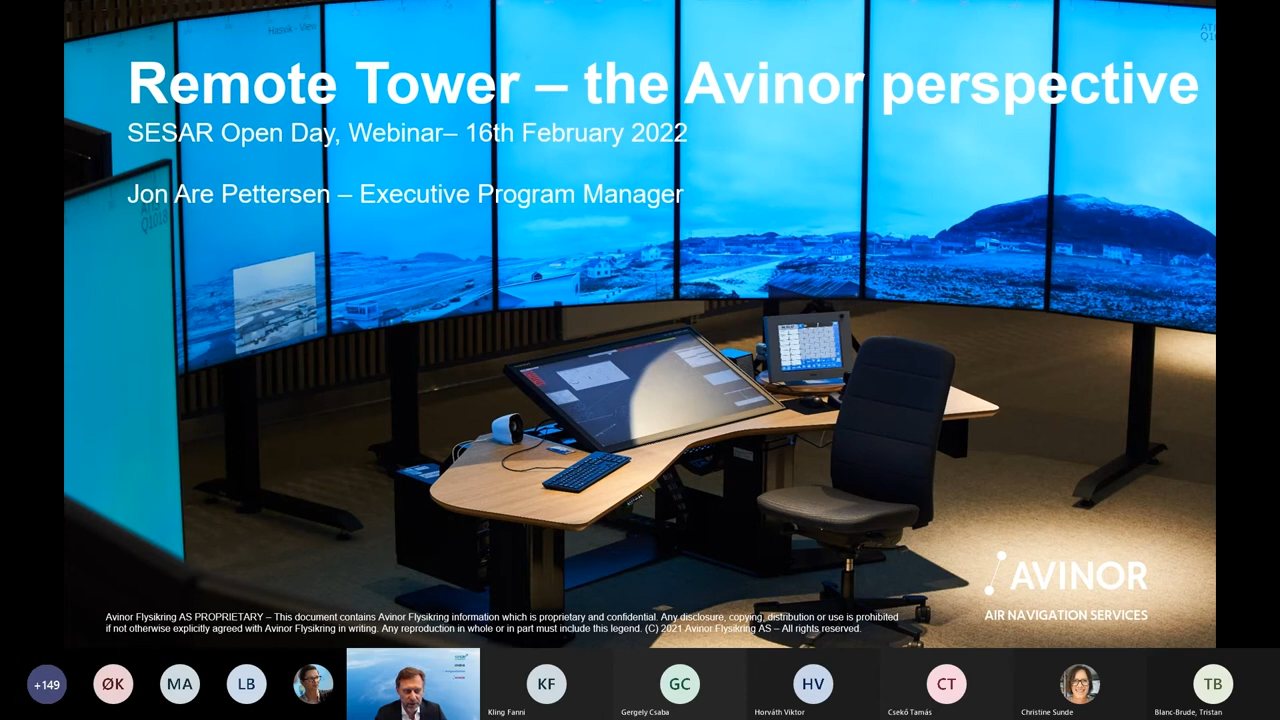 Hasvik - View
Remote Tower – the Avinor perspective
SESAR Open Day, Webinar– 16th February 2022
Jon Are Pettersen – Executive Program Manager
AVINOR
AIR NAVIGATION SERVICES
Avinor Flysikring AS PROPRIETARY – This document contains Avinor Flysikring information which is proprietary and confidential. Any disclosure, copying, distribution or use is prohibited
if not otherwise explicitly agreed with Avinor Flysikring in writing. Any reproduction in whole or in part must include this legend. (C) 2021 Avinor Flysikring AS – All rights reserved.
+149
ØK
MA
LB
KF
GC
HV
CT
TB
Kling Fanni
Gergely Csaba
Horváth Viktor
Csekő Tamás
Christine Sunde
Blanc-Brude, Tristan